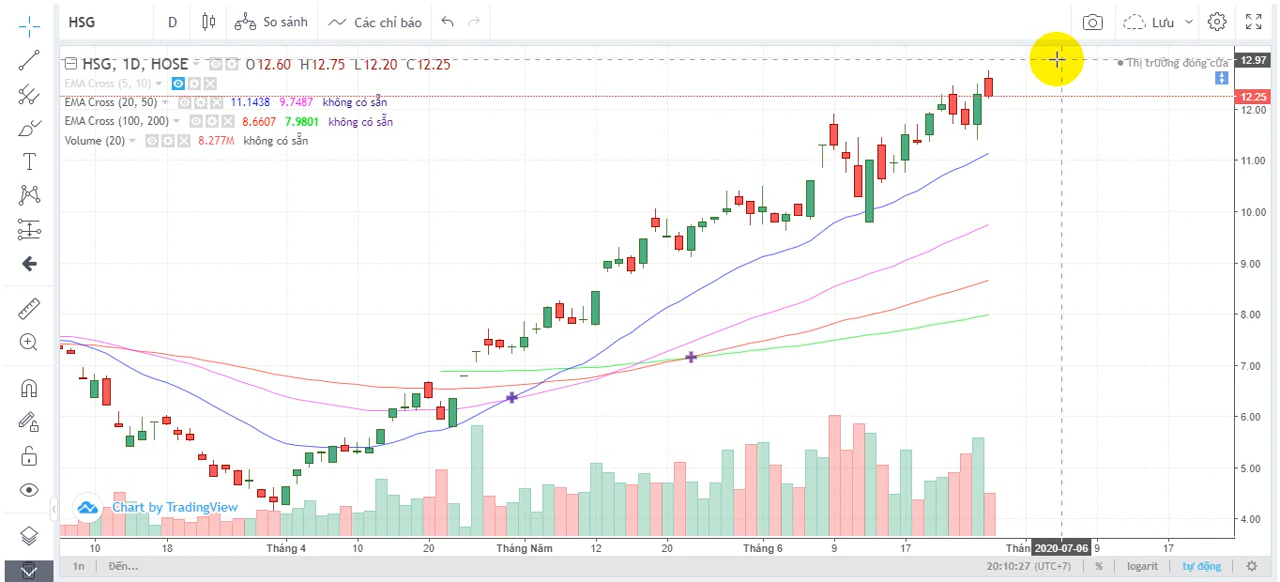 HSG D So sánh Các chỉ báo Lưu
HSG, 1D, HOSE O12.60 H12.75 L12.20 C12.25
Thị trường đóng cửa
EMA Cross (5, 10)
EMA Cross (20, 50) 11.1438 9.7487 không có sẵn
EMA Cross (100, 200) 8.6607 7.9801 không có sẵn
Volume (20) 8.277M không có sẵn
12.97
12.25
12.00
11.00
10.00
9.00
8.00
7.00
6.00
5.00
4.00
Chart by TradingView
10 18 Tháng 4 10 20 Tháng Năm 12 20 Tháng 6 9 17 Thán 2020-07-06 9 17
1n Đến... 20:10:27 (UTC+7) % logarit tự động